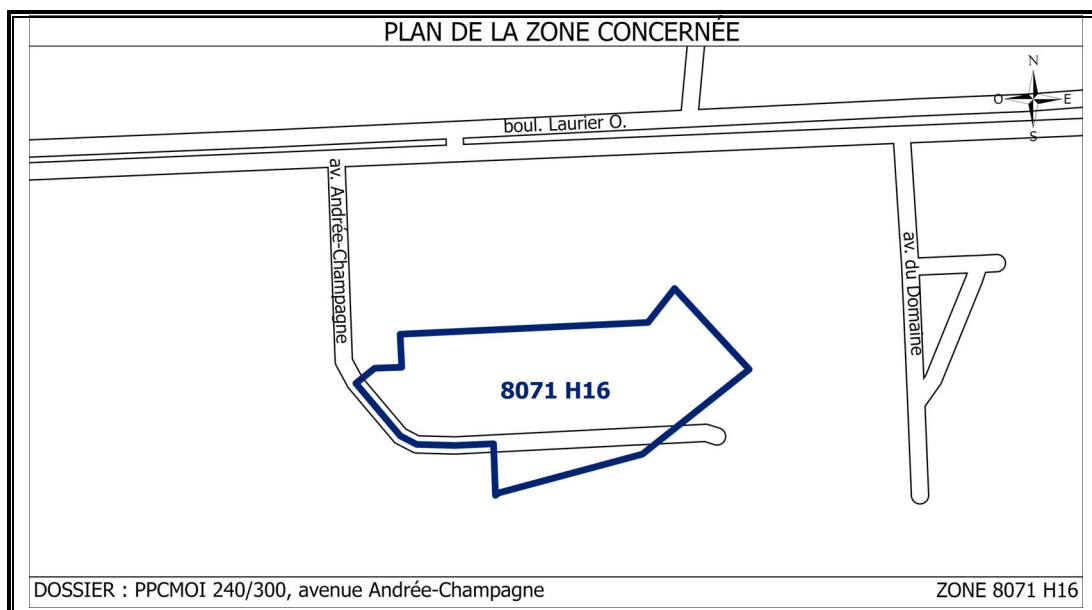 PLAN DE LA ZONE CONCERNÉE
N
O E
S
boul. Laurier O.
av. Andrée-Champagne
av. du Domaine
8071 H16
DOSSIER : PPCMOI 240/300, avenue Andrée-Champagne
ZONE 8071 H16